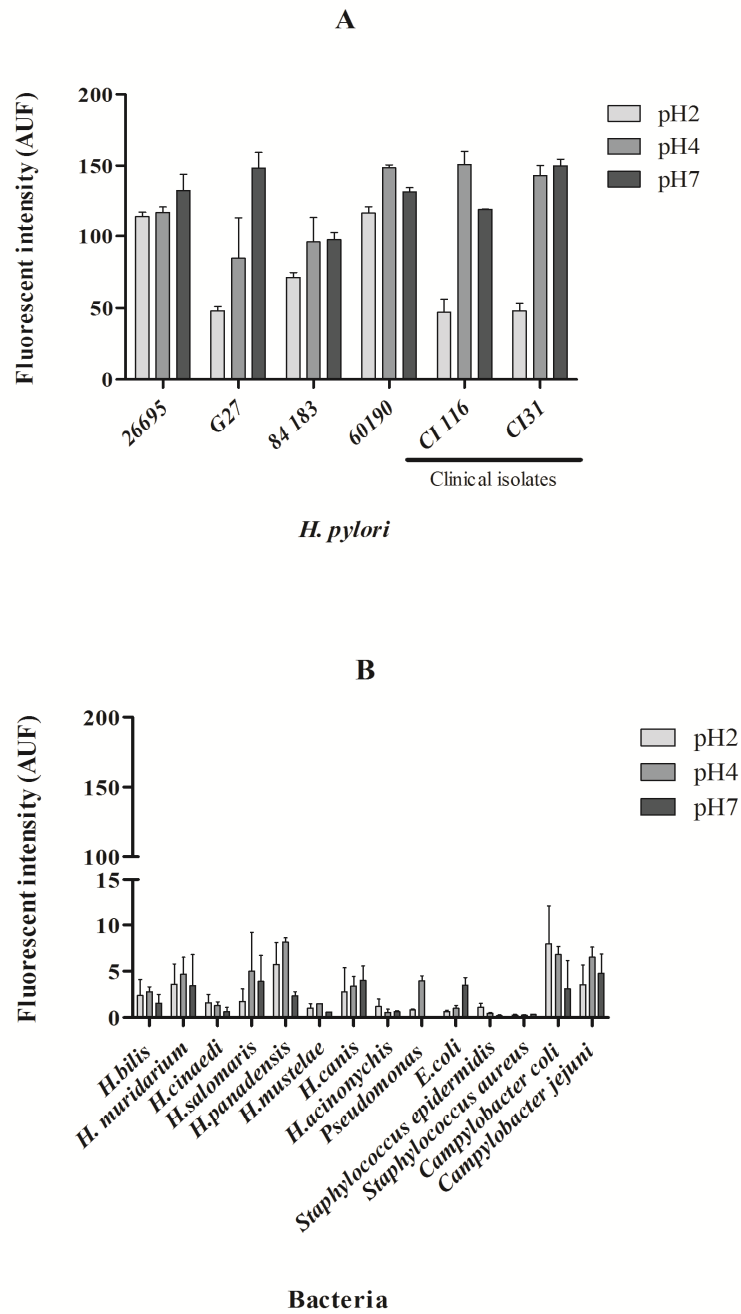 A
Fluorescent intensity (AUF)
200
150
100
50
0
pH2
pH4
pH7
26695
G27
84 183
60190
CI 116
CI31
Clinical isolates
H. pylori
B
Fluorescent intensity (AUF)
200
150
100
15
10
5
0
pH2
pH4
pH7
H.bilis
H. muridarium
H.cinaedi
H.salomaris
H.panadensis
H.mustelae
H.canis
H.acinonychis
Pseudomonas
E.coli
Staphylococcus epidermidis
Staphylococcus aureus
Campylobacter coli
Campylobacter jejuni
Bacteria